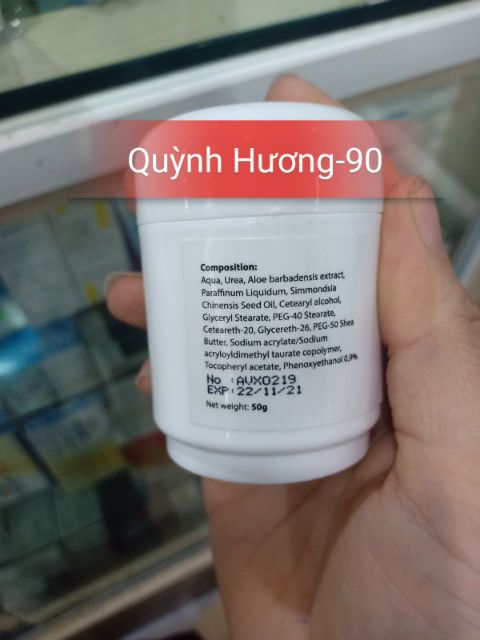 Quỳnh Hương-90
Composition:
Aqua, Urea, Aloe barbadensis extract,
Paraffinum Liquidum, Simmondsia
Chinensis Seed Oil, Cetearyl alcohol,
Glyceryl Stearate, PEG-40 Stearate,
Ceteareth-20, Glycereth-26, PEG-50 Shea
Butter, Sodium acrylate/Sodium
acryloyldimethyl taurate copolymer,
Tocopheryl acetate, Phenoxyethanol 0,9%
No : AVX0219
EXP: 22/11/21
Net weight: 50g